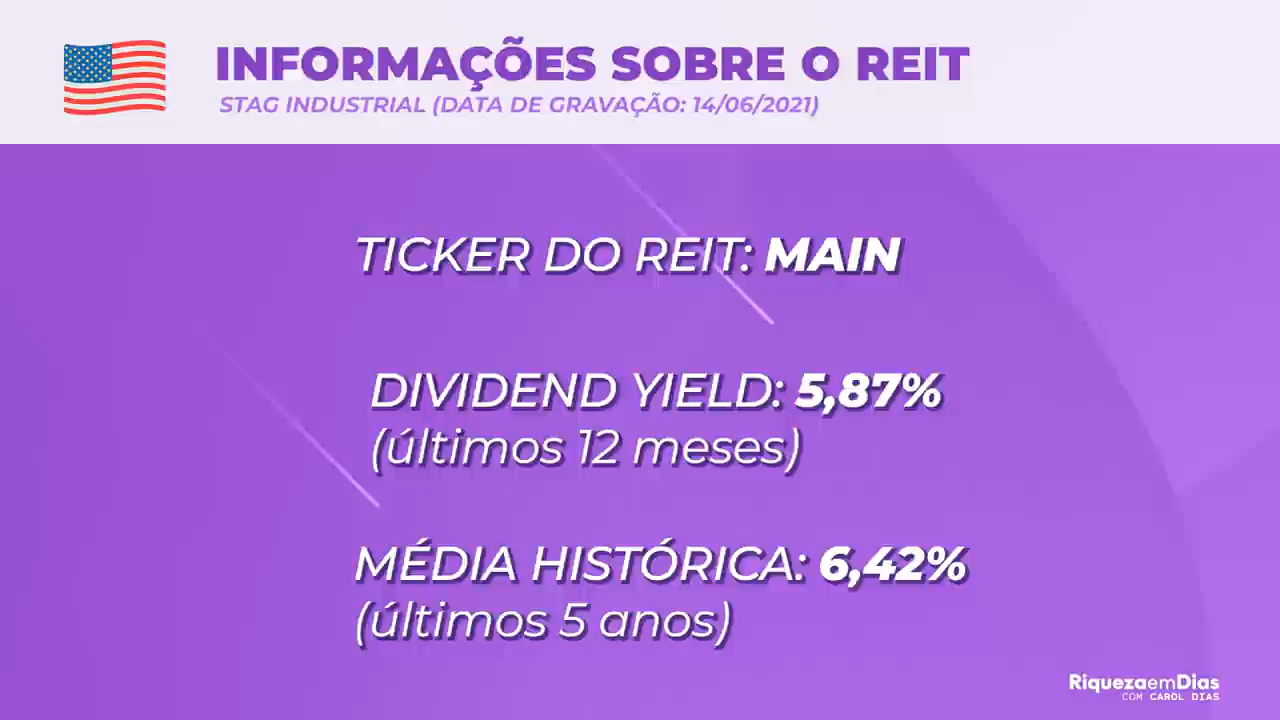 INFORMAÇÕES SOBRE O REIT
STAG INDUSTRIAL (DATA DE GRAVAÇÃO: 14/06/2021)
TICKER DO REIT: MAIN
DIVIDEND YIELD: 5,87%
(últimos 12 meses)
MÉDIA HISTÓRICA: 6,42%
(últimos 5 anos)
RiquezaemDias
COM CAROL DIAS